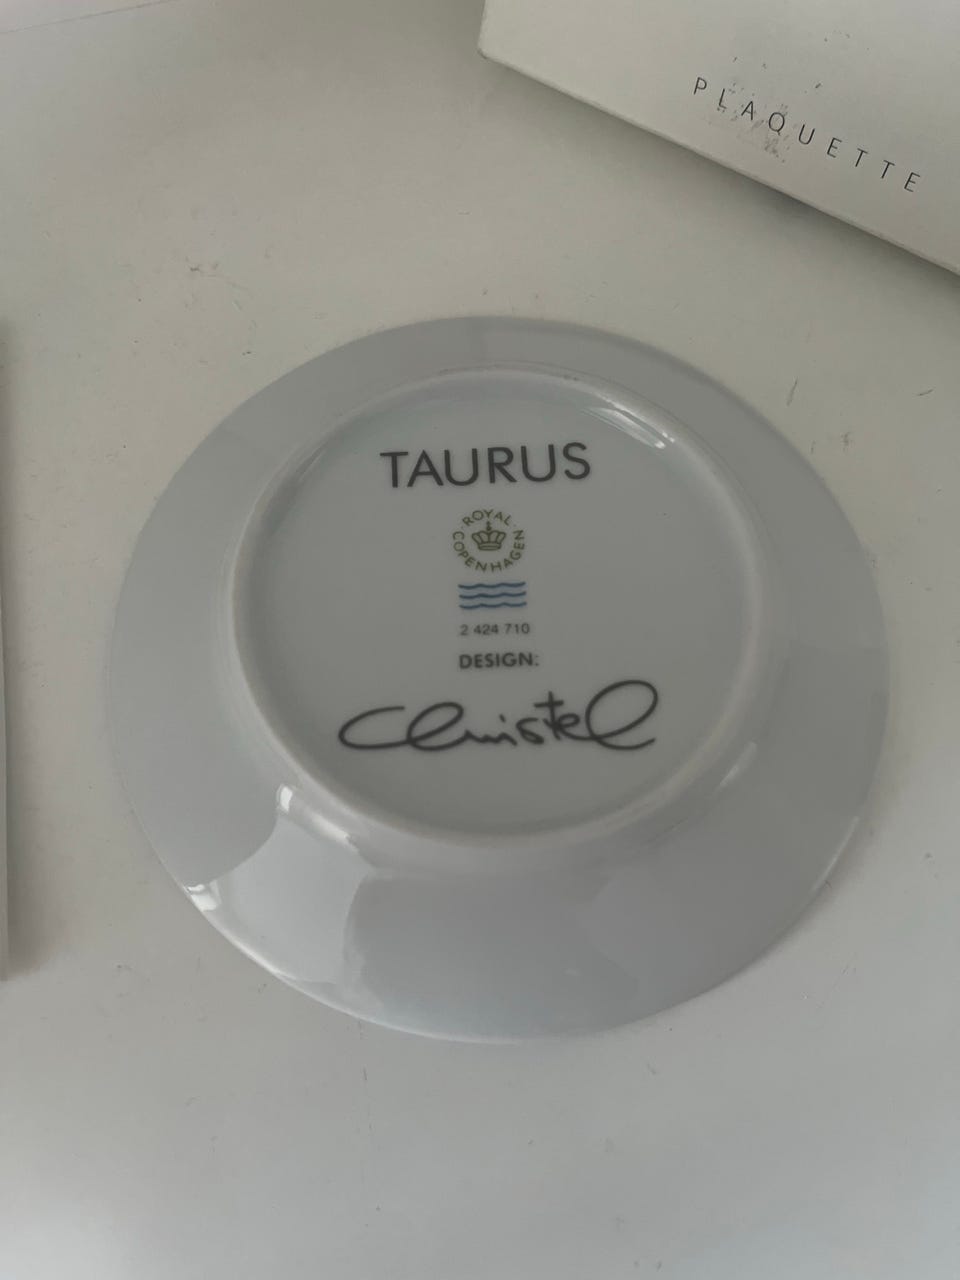 PLAQUETTE
TAURUS
ROYAL
COPENHAGEN
2 424 710
DESIGN:
Christel